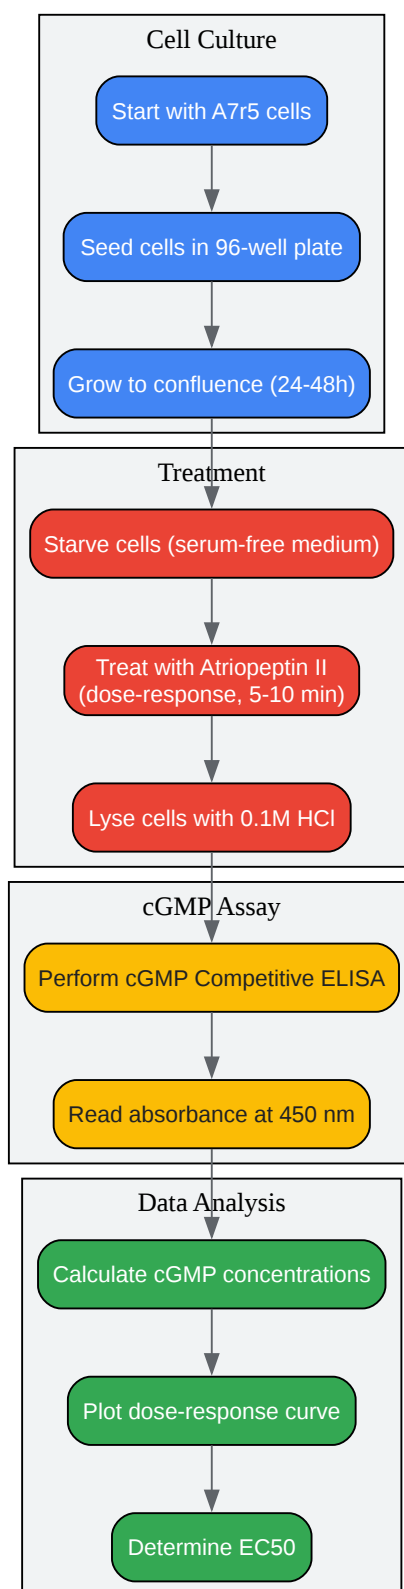 Cell Culture
Start with A7r5 cells
Seed cells in 96-well plate
Grow to confluence (24-48h)
Treatment
Starve cells (serum-free medium)
Treat with Atriopeptin II
(dose-response, 5-10 min)
Lyse cells with 0.1M HCl
cGMP Assay
Perform cGMP Competitive ELISA
Read absorbance at 450 nm
Data Analysis
Calculate cGMP concentrations
Plot dose-response curve
Determine EC50